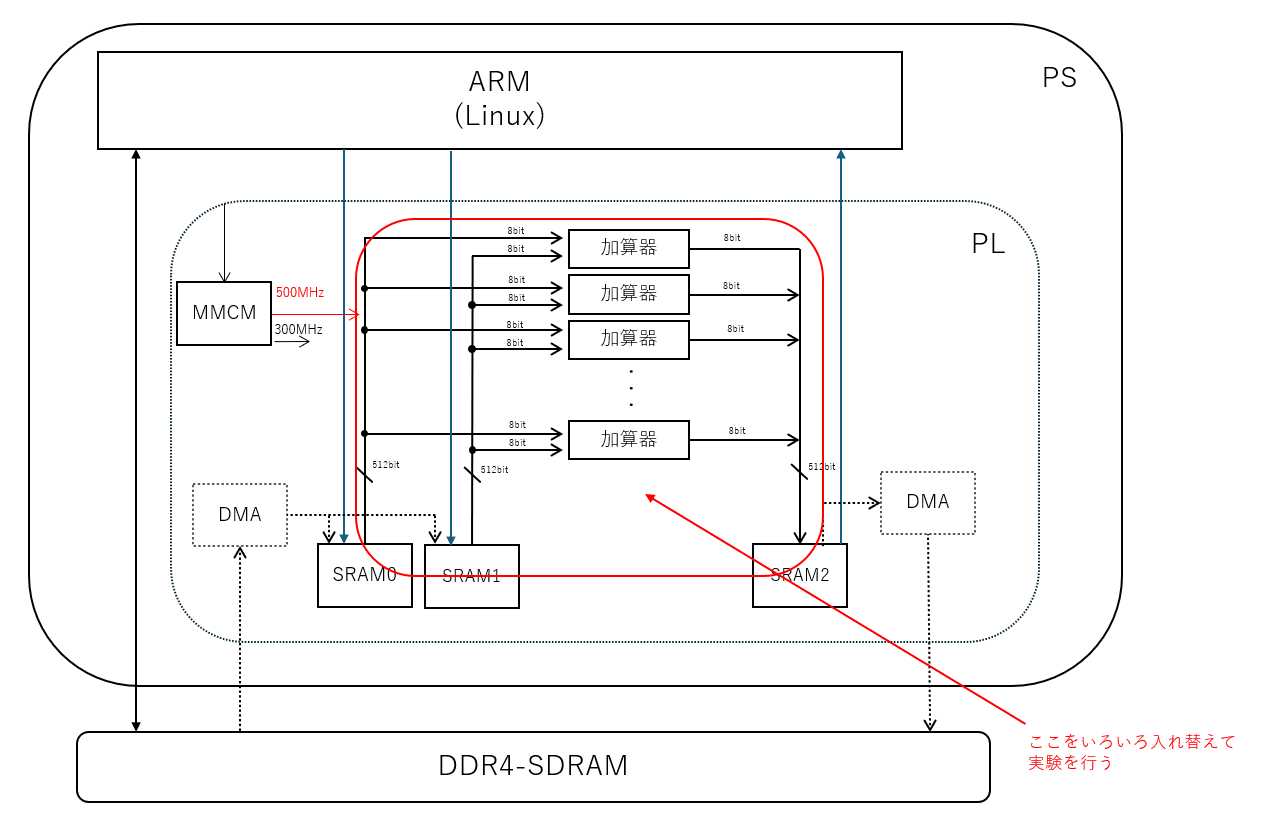 ARM
(Linux)
PS
PL
8bit
8bit
加算器
8bit
8bit
8bit
加算器
8bit
8bit
8bit
加算器
8bit
MMCM
500MHz
300MHz
・
・
・
8bit
8bit
加算器
8bit
512bit
512bit
512bit
DMA
DMA
SRAM0
SRAM1
SRAM2
ここをいろいろ入れ替えて
実験を行う
DDR4-SDRAM